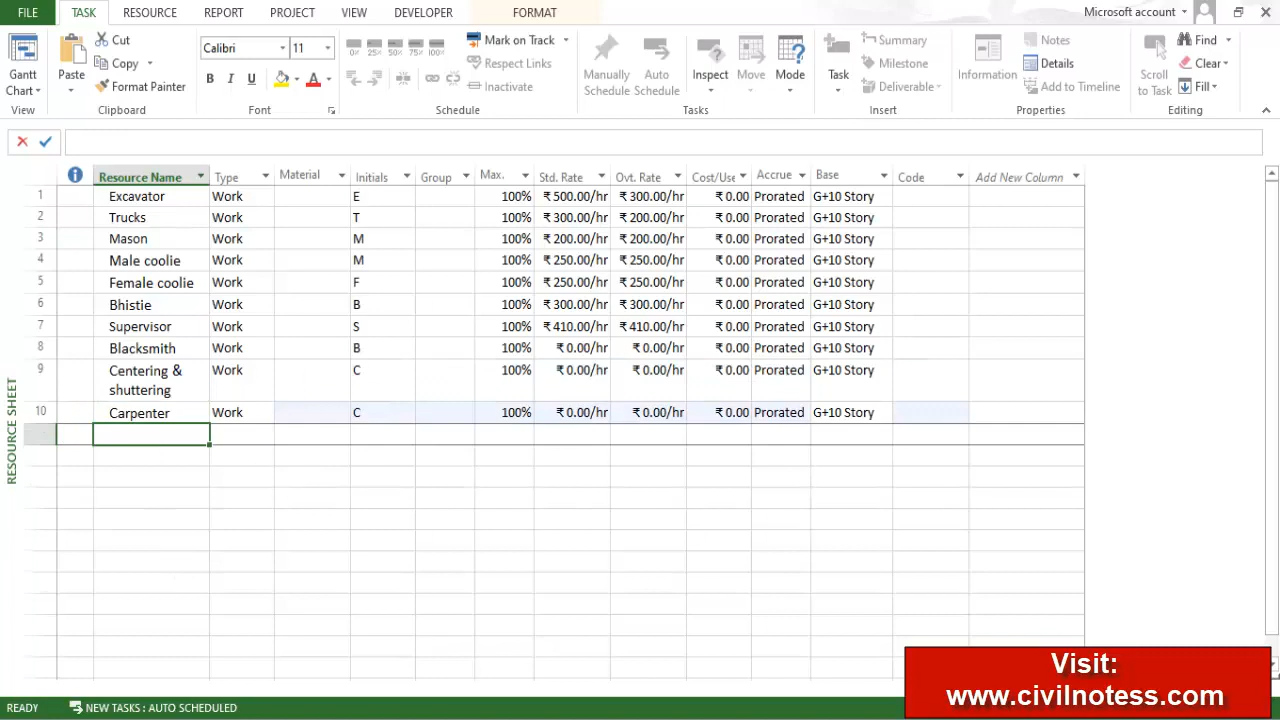 FILE TASK RESOURCE REPORT PROJECT VIEW DEVELOPER FORMAT Microsoft account
Gantt Chart View
Paste Cut Copy Format Painter Clipboard
Calibri 11 B I U A Font
0% 25% 50% 75% 100% Mark on Track Respect Links Inactivate Schedule
Manually Schedule Auto Schedule Inspect Move Mode Tasks
Task Summary Milestone Deliverable Insert
Information Notes Details Add to Timeline Properties
Scroll to Task Find Clear Fill Editing
Resource Name Type Material Initials Group Max. Std. Rate Ovt. Rate Cost/Use Accrue Base Code Add New Column
1 Excavator Work E 100% ₹ 500.00/hr ₹ 300.00/hr ₹ 0.00 Prorated G+10 Story
2 Trucks Work T 100% ₹ 300.00/hr ₹ 200.00/hr ₹ 0.00 Prorated G+10 Story
3 Mason Work M 100% ₹ 200.00/hr ₹ 200.00/hr ₹ 0.00 Prorated G+10 Story
4 Male coolie Work M 100% ₹ 250.00/hr ₹ 250.00/hr ₹ 0.00 Prorated G+10 Story
5 Female coolie Work F 100% ₹ 250.00/hr ₹ 250.00/hr ₹ 0.00 Prorated G+10 Story
6 Bhistie Work B 100% ₹ 300.00/hr ₹ 300.00/hr ₹ 0.00 Prorated G+10 Story
7 Supervisor Work S 100% ₹ 410.00/hr ₹ 410.00/hr ₹ 0.00 Prorated G+10 Story
8 Blacksmith Work B 100% ₹ 0.00/hr ₹ 0.00/hr ₹ 0.00 Prorated G+10 Story
9 Centering & Work C 100% ₹ 0.00/hr ₹ 0.00/hr ₹ 0.00 Prorated G+10 Story
shuttering
10 Carpenter Work C 100% ₹ 0.00/hr ₹ 0.00/hr ₹ 0.00 Prorated G+10 Story
RESOURCE SHEET
Visit:
www.civilnotess.com
READY NEW TASKS : AUTO SCHEDULED